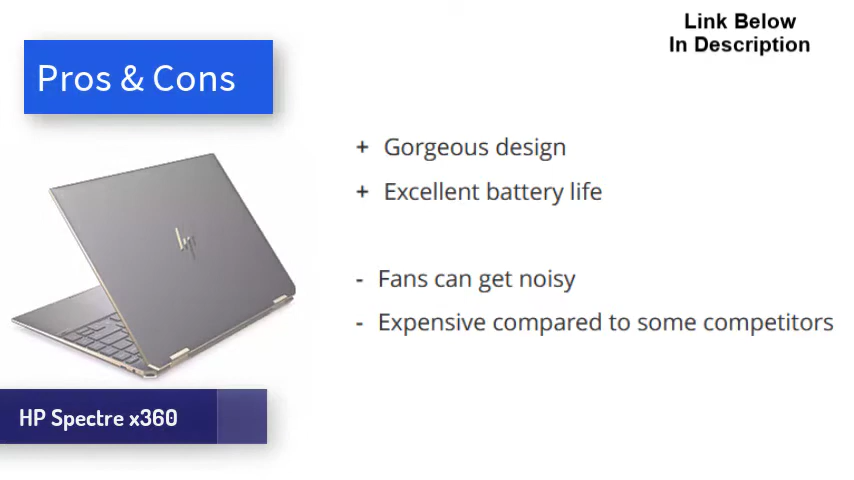 Link Below
In Description
Pros & Cons
+ Gorgeous design
+ Excellent battery life
- Fans can get noisy
- Expensive compared to some competitors
hp
HP Spectre x360